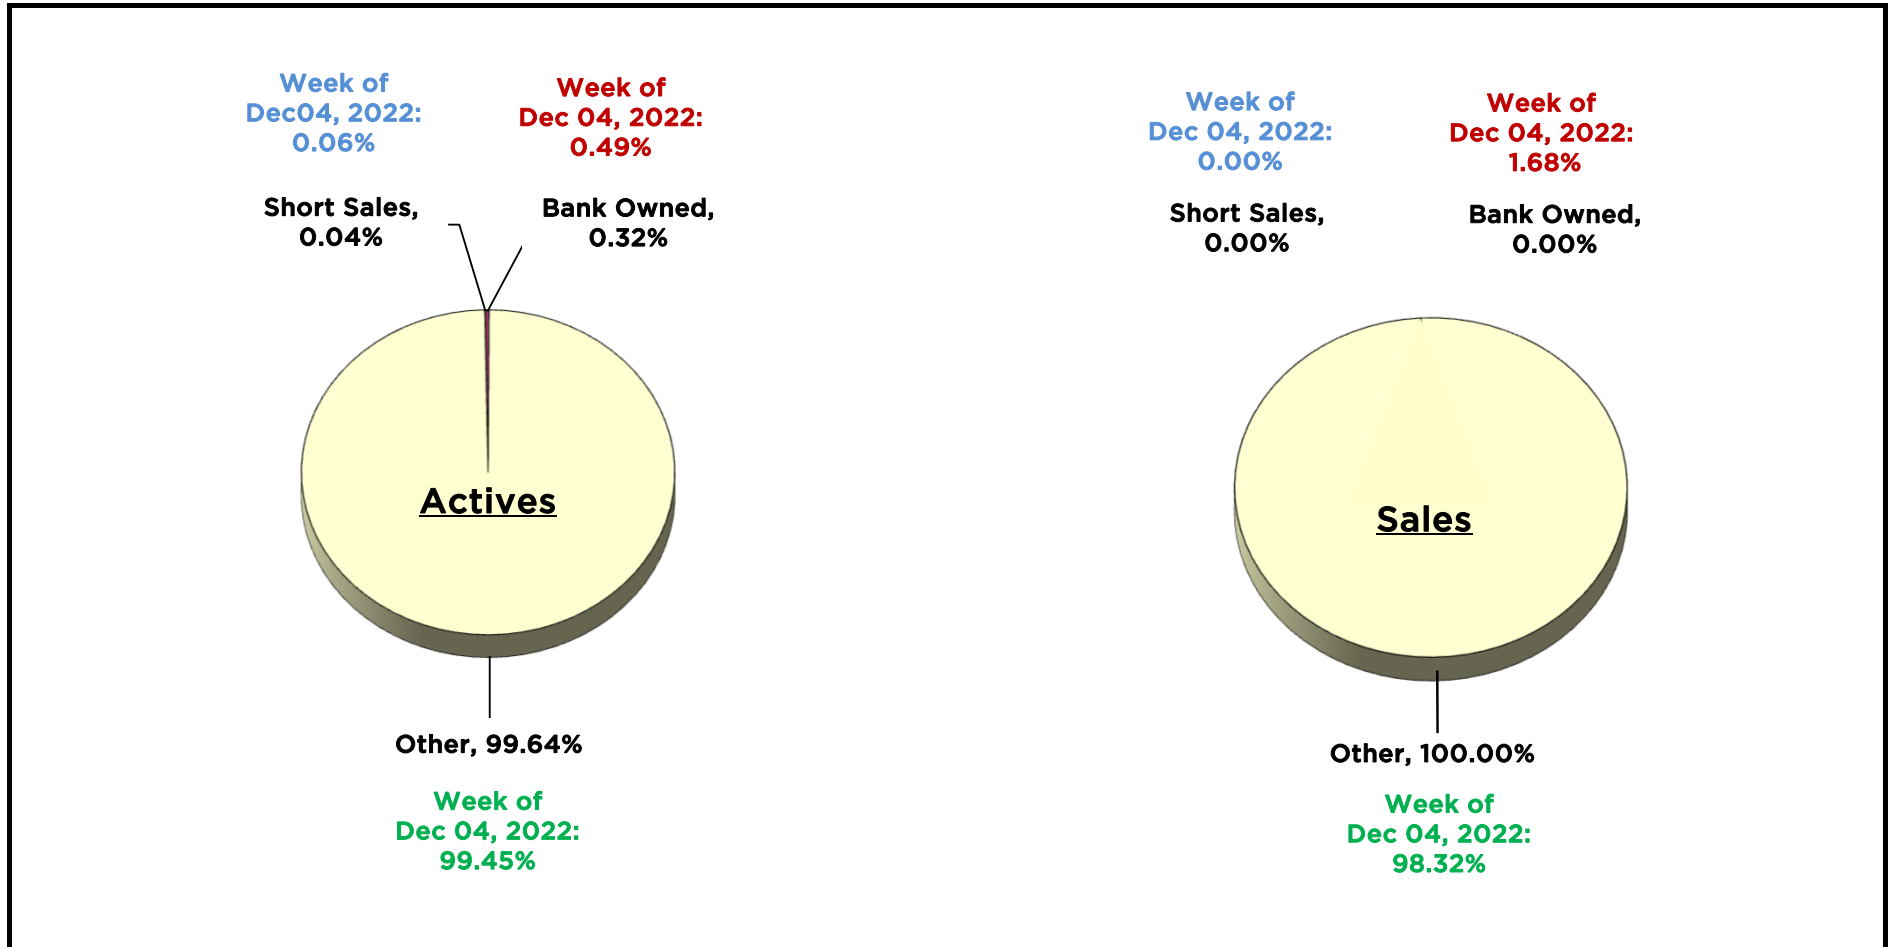 Week of
Dec04, 2022:
0.06%
Week of
Dec 04, 2022:
0.49%
Short Sales,
0.04%
Bank Owned,
0.32%
Actives
Other, 99.64%
Week of
Dec 04, 2022:
99.45%
Week of
Dec 04, 2022:
0.00%
Week of
Dec 04, 2022:
1.68%
Short Sales,
0.00%
Bank Owned,
0.00%
Sales
Other, 100.00%
Week of
Dec 04, 2022:
98.32%